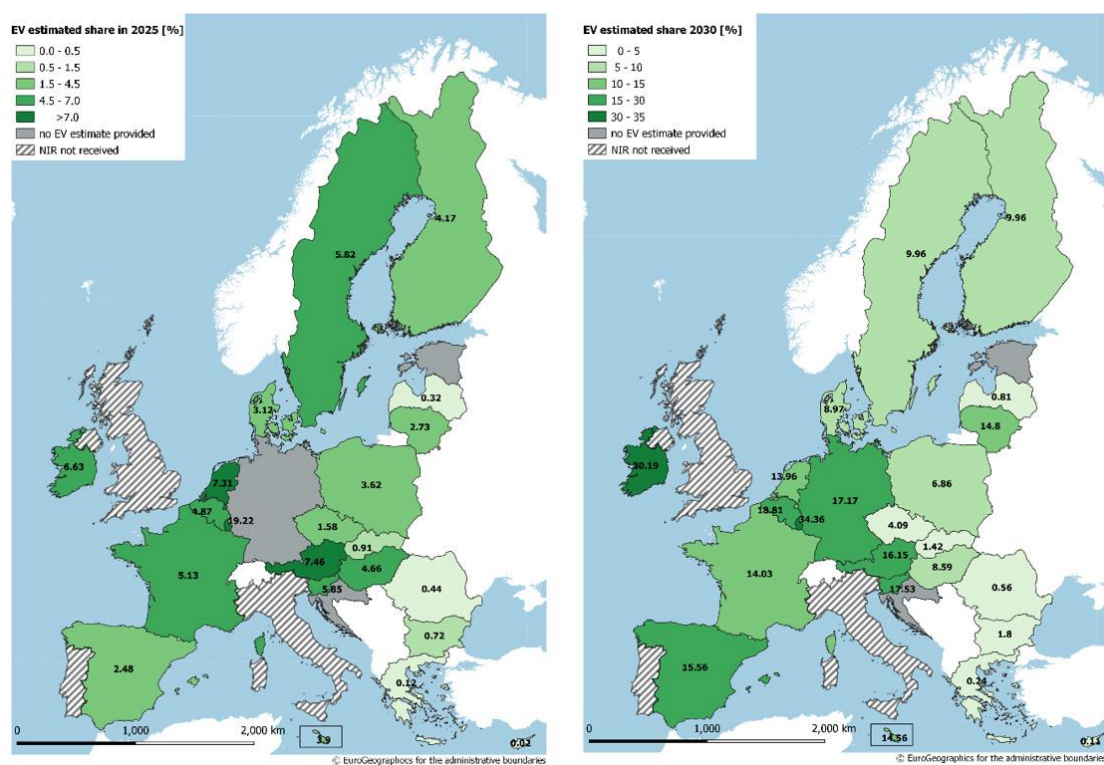 EV estimated share in 2025 [%]
0.0 - 0.5
0.5 - 1.5
1.5 - 4.5
4.5 - 7.0
>7.0
no EV estimate provided
NIR not received
4.17
5.82
0.32
3.12
2.73
6.63
7.31
3.62
4.87
19.22
1.58
0.91
7.46
4.66
5.13
5.85
0.44
0.72
2.48
0.12
0
1,000
2,000 km
3.9
0.02
© EuroGeographics for the administrative boundaries
EV estimated share 2030 [%]
0 - 5
5 - 10
10 - 15
15 - 30
30 - 35
no EV estimate provided
NIR not received
9.96
9.96
0.81
8.97
14.8
30.19
13.96
6.86
17.17
18.81
34.36
4.09
1.42
16.15
8.59
14.03
17.53
0.56
1.8
15.56
0.24
0
1,000
2,000 km
14.56
0.11
© EuroGeographics for the administrative boundaries